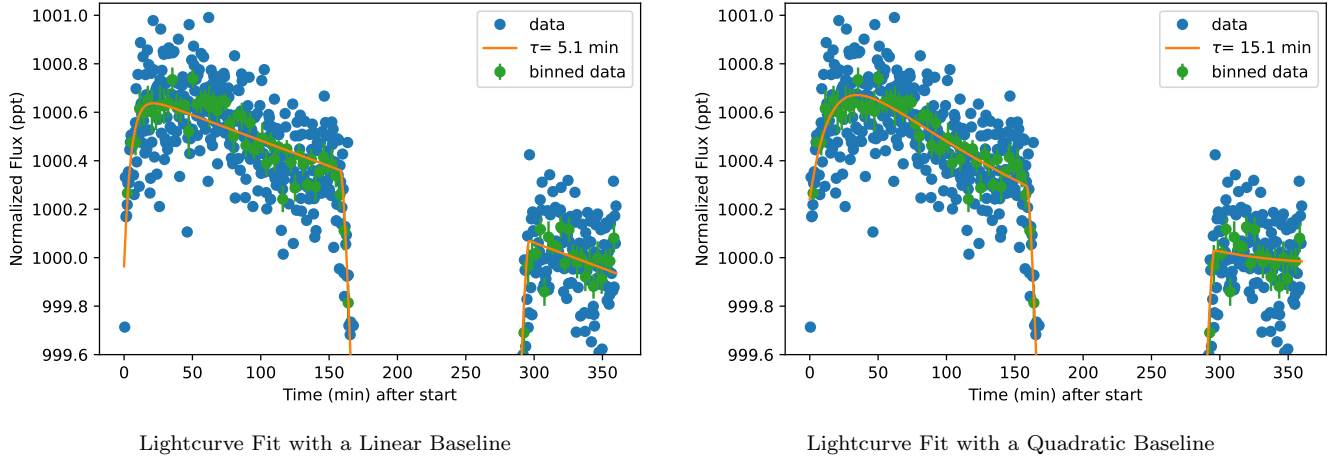 1001.0
1000.8
1000.6
1000.4
1000.2
1000.0
999.8
999.6
Normalized Flux (ppt)
data
τ= 5.1 min
binned data
0 50 100 150 200 250 300 350
Time (min) after start
Lightcurve Fit with a Linear Baseline
1001.0
1000.8
1000.6
1000.4
1000.2
1000.0
999.8
999.6
Normalized Flux (ppt)
data
τ= 15.1 min
binned data
0 50 100 150 200 250 300 350
Time (min) after start
Lightcurve Fit with a Quadratic Baseline